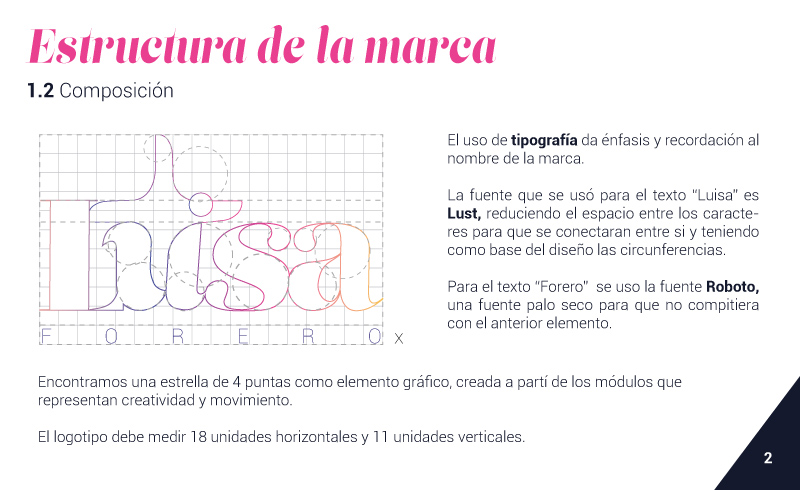 Estructura de la marca
1.2 Composición
El uso de tipografía da énfasis y recordación al
nombre de la marca.
La fuente que se usó para el texto “Luisa” es
Lust, reduciendo el espacio entre los caracte-
res para que se conectaran entre si y teniendo
como base del diseño las circunferencias.
Para el texto “Forero” se uso la fuente Roboto,
una fuente palo seco para que no compitiera
con el anterior elemento.
Luisa
FORERO x
Encontramos una estrella de 4 puntas como elemento gráfico, creada a partí de los módulos que
representan creatividad y movimiento.
El logotipo debe medir 18 unidades horizontales y 11 unidades verticales.
2